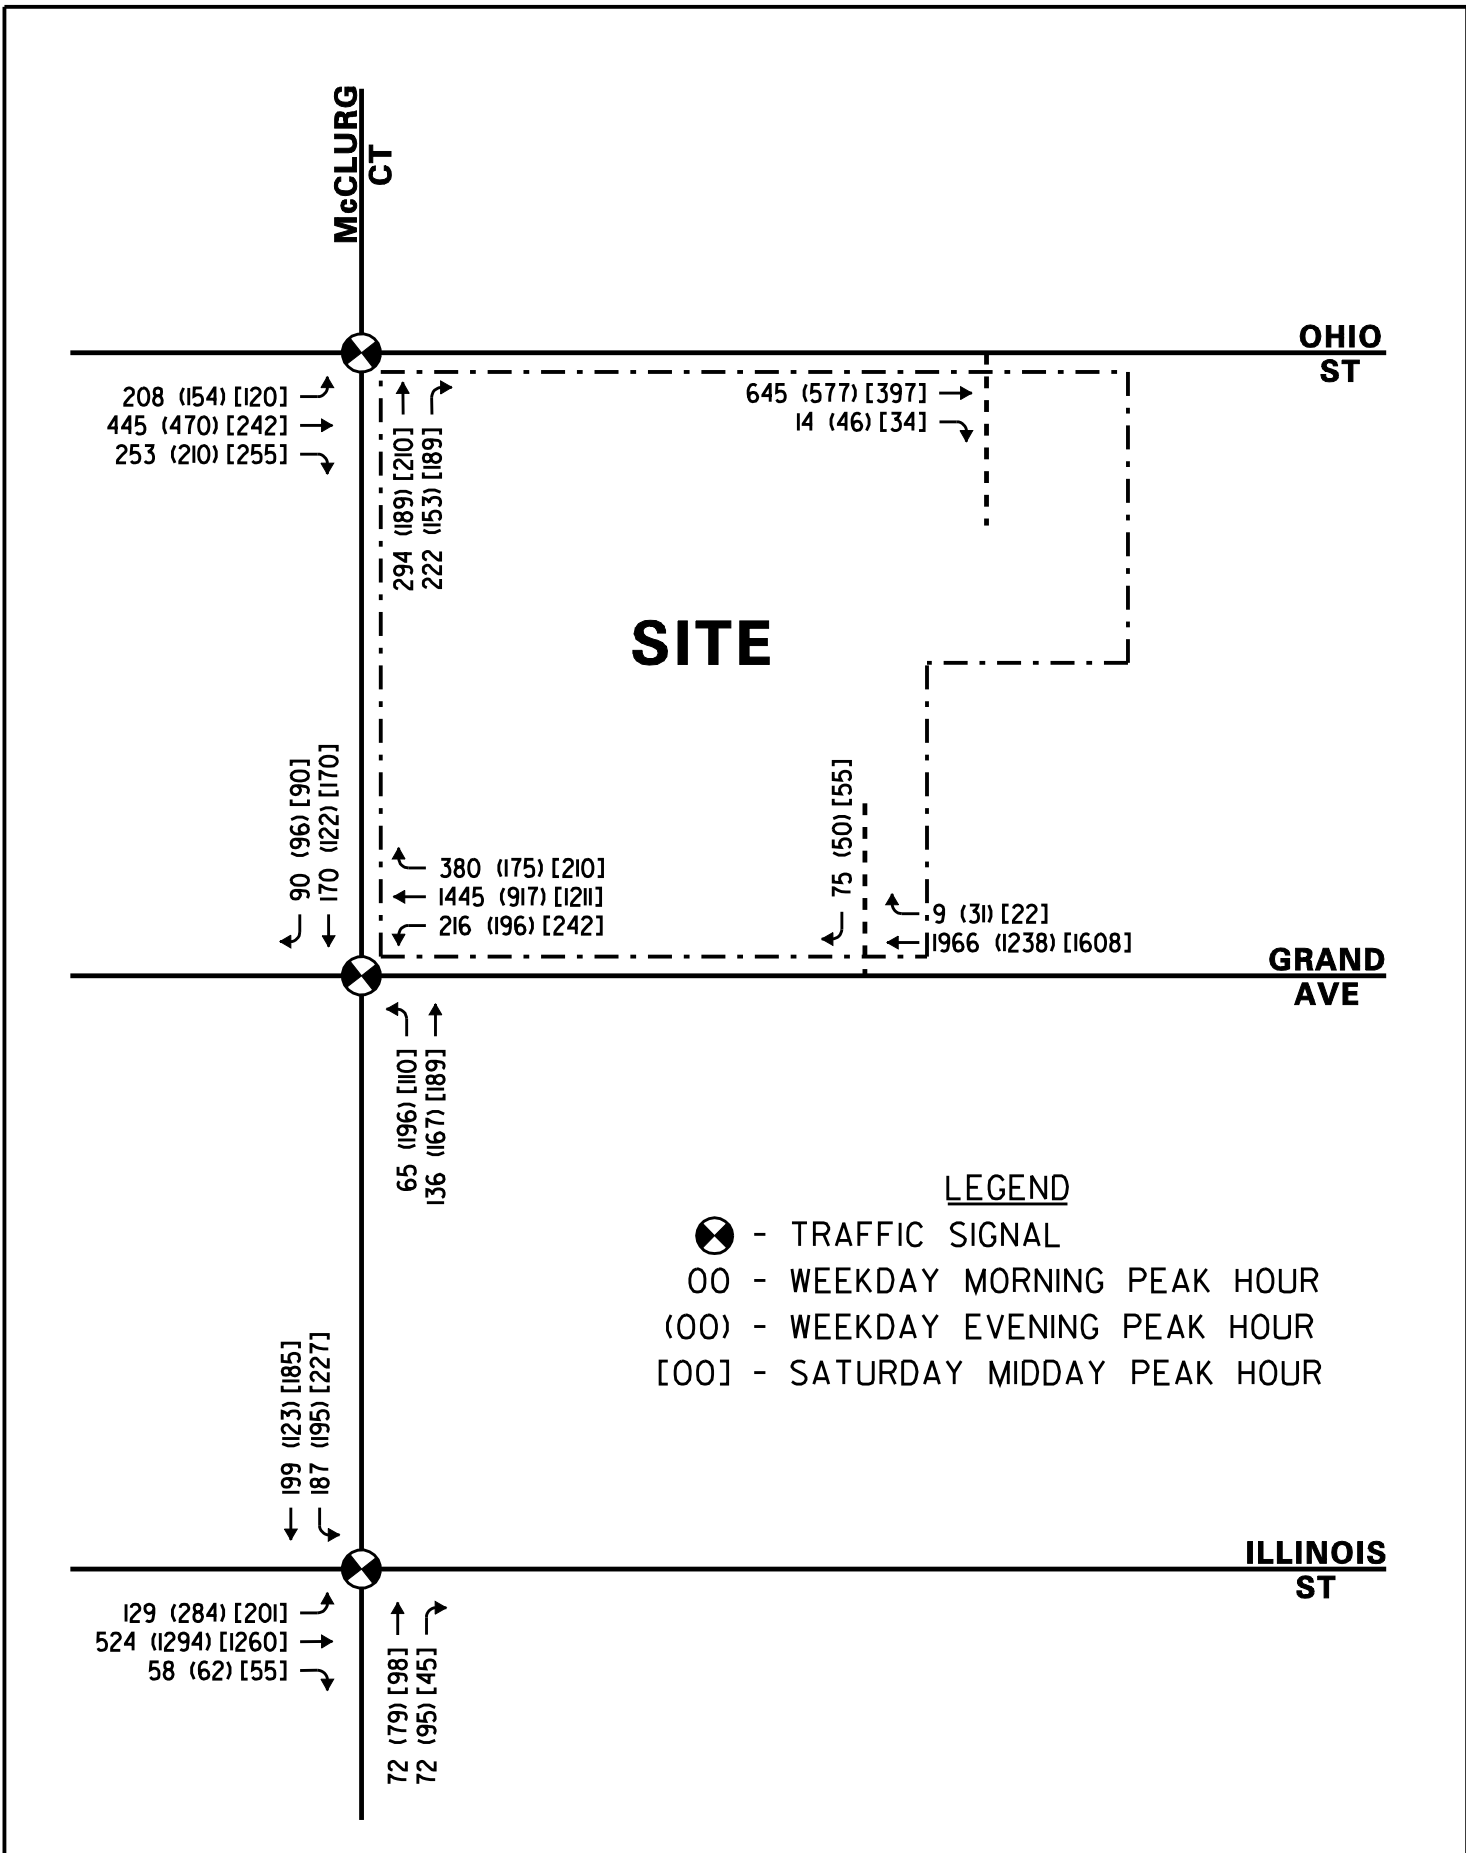 McCLURG
CT
OHIO
ST
208 (154) [120]
445 (470) [242]
253 (210) [255]
294 (189) [210]
222 (153) [189]
645 (577) [397]
14 (46) [34]
SITE
90 (96) [90]
170 (122) [170]
380 (175) [210]
1445 (917) [1211]
216 (196) [242]
75 (50) [55]
9 (31) [22]
1966 (1238) [1608]
GRAND
AVE
65 (196) [110]
136 (167) [189]
LEGEND
- TRAFFIC SIGNAL
00 - WEEKDAY MORNING PEAK HOUR
(00) - WEEKDAY EVENING PEAK HOUR
[00] - SATURDAY MIDDAY PEAK HOUR
199 (123) [185]
187 (195) [227]
ILLINOIS
ST
129 (284) [201]
524 (1294) [1260]
58 (62) [55]
72 (79) [98]
72 (95) [45]